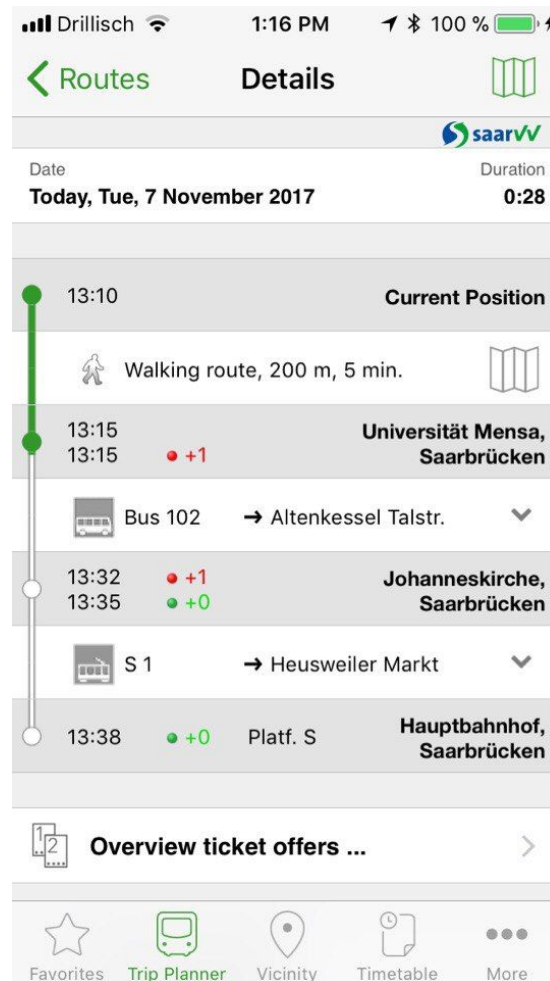 Drillisch 1:16 PM 100 %
Routes Details
saarVV
Date Duration
Today, Tue, 7 November 2017 0:28
13:10 Current Position
Walking route, 200 m, 5 min.
13:15 Universität Mensa,
13:15 +1 Saarbrücken
Bus 102 → Altenkessel Talstr.
13:32 +1 Johanneskirche,
13:35 +0 Saarbrücken
S 1 → Heusweiler Markt
13:38 +0 Platf. S Hauptbahnhof,
Saarbrücken
1 2 Overview ticket offers ...
Favorites Trip Planner Vicinity Timetable More